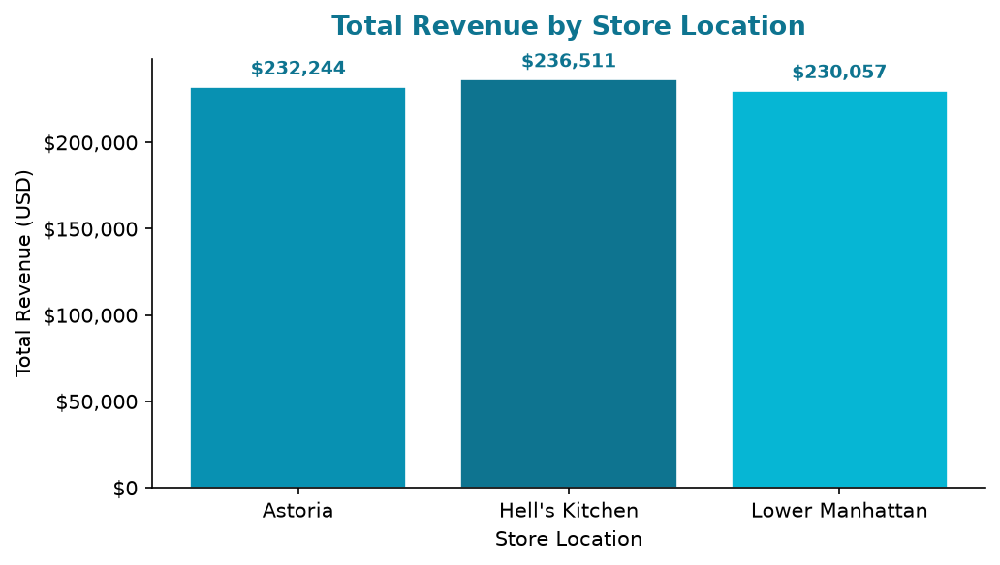 Total Revenue by Store Location
$232,244
$236,511
$230,057
Total Revenue (USD)
$200,000
$150,000
$100,000
$50,000
$0
Astoria
Hell's Kitchen
Lower Manhattan
Store Location